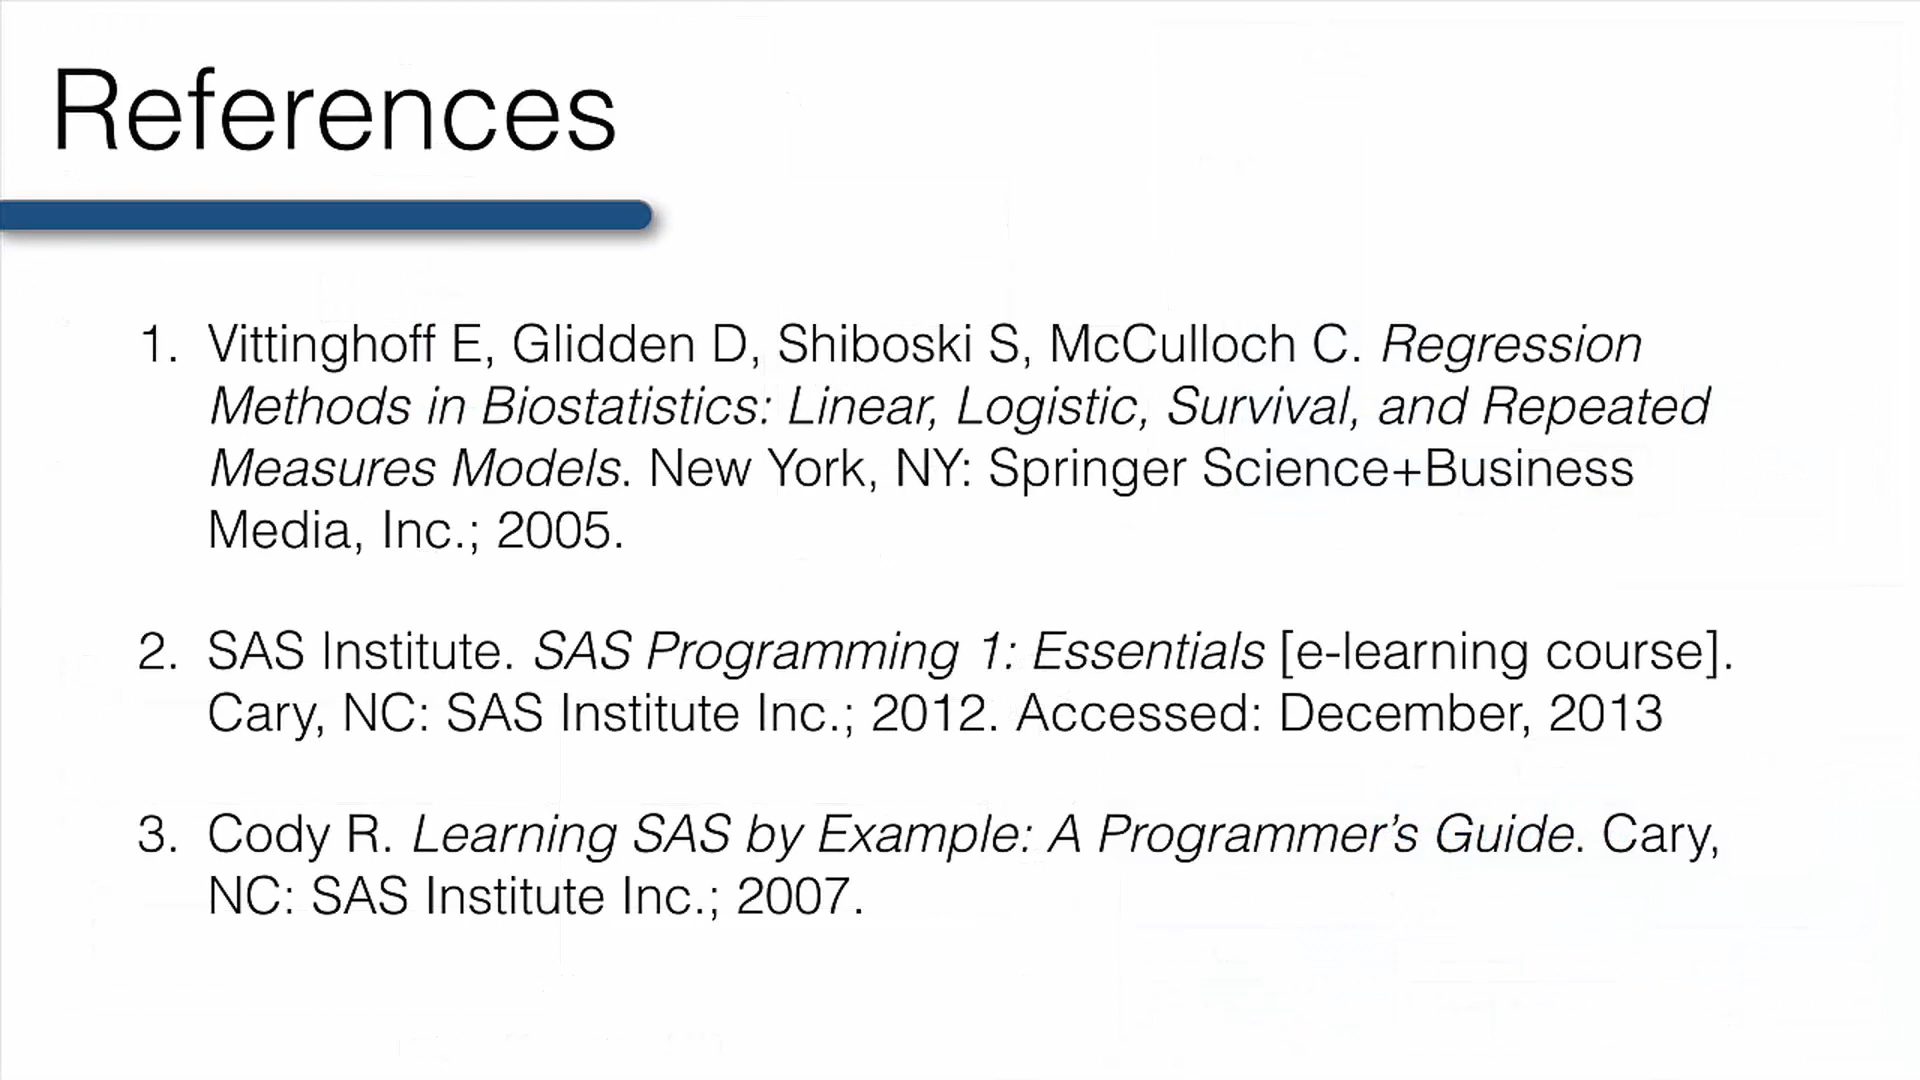 References
1. Vittinghoff E, Glidden D, Shiboski S, McCulloch C. Regression
Methods in Biostatistics: Linear, Logistic, Survival, and Repeated
Measures Models. New York, NY: Springer Science+Business
Media, Inc.; 2005.
2. SAS Institute. SAS Programming 1: Essentials [e-learning course].
Cary, NC: SAS Institute Inc.; 2012. Accessed: December, 2013
3. Cody R. Learning SAS by Example: A Programmer’s Guide. Cary,
NC: SAS Institute Inc.; 2007.